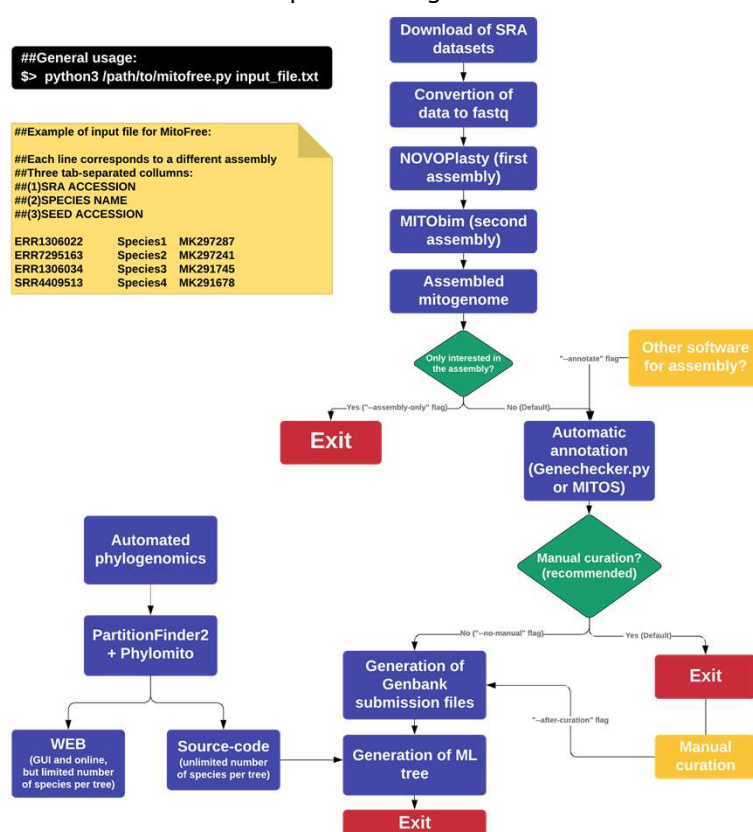 ##General usage:
$> python3 /path/to/mitofree.py input_file.txt
##Example of input file for MitoFree:
##Each line corresponds to a different assembly
##Three tab-separated collumns:
##(1)SRA ACCESSION
##(2)SPECIES NAME
##(3)SEED ACCESSION
ERR1306022 Species1 MK297287
ERR7295163 Species2 MK297241
ERR1306034 Species3 MK291745
SRR4409513 Species4 MK291678
Download of SRA
datasets
Convertion of
data to fastq
NOVOPlasty (first
assembly)
MITObim (second
assembly)
Assembled
mitogenome
Only interested in
the assembly?
"--annotate" flag
Other software
for assembly?
Yes ("--assembly-only" flag)
No (Default)
Exit
Automatic
annotation
(Genechecker.py
or MITOS)
Manual curation?
(recommended)
No ("--no-manual" flag)
Yes (Default)
Exit
Manual
curation
"--after-curation" flag
Generation of
Genbank
submission files
Generation of ML
tree
Exit
Automated
phylogenomics
PartitionFinder2
+ Phylomito
WEB
(GUI and online,
but limited number
of species per tree)
Source-code
(unlimited number
of species per tree)